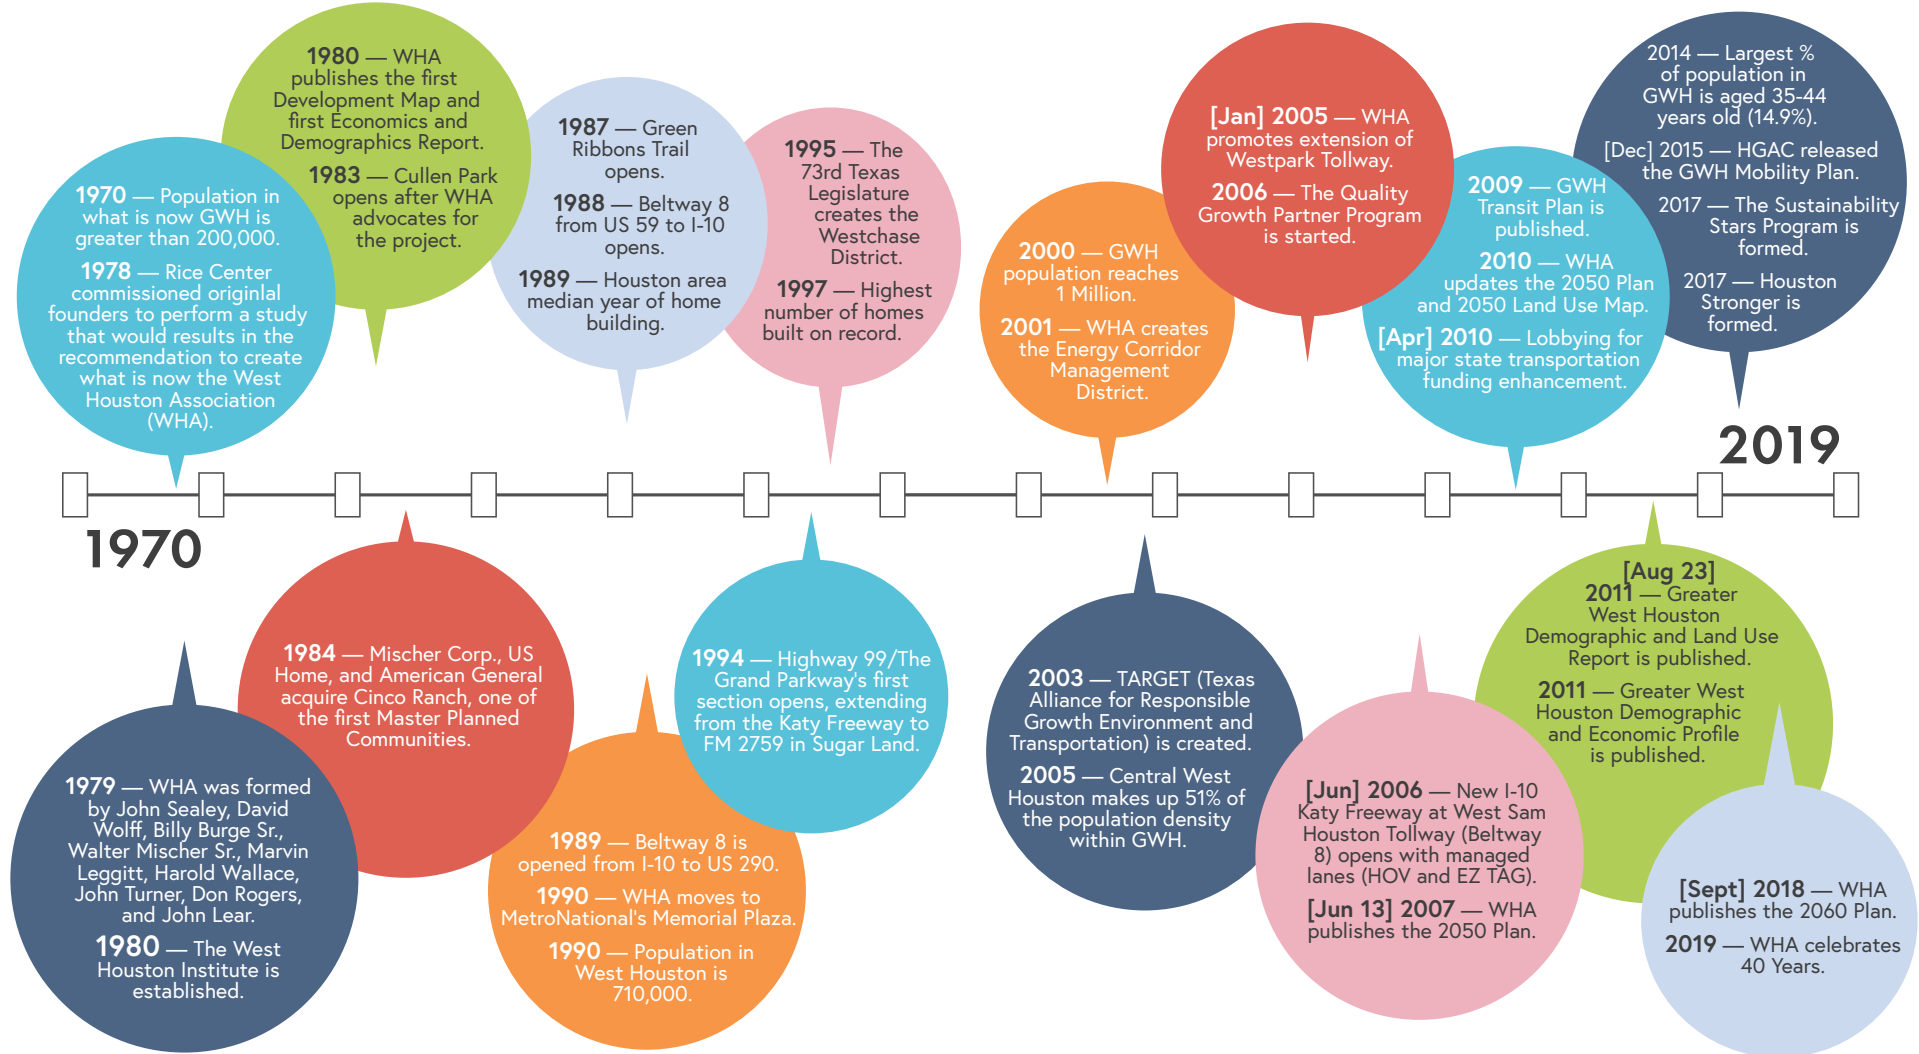 1970 — Population in
what is now GWH is
greater than 200,000.
1978 — Rice Center
commissioned originlal
founders to perform a study
that would results in the
recommendation to create
what is now the West
Houston Association
(WHA).
1980 — WHA
publishes the first
Development Map and
first Economics and
Demographics Report.
1983 — Cullen Park
opens after WHA
advocates for
the project.
1987 — Green
Ribbons Trail
opens.
1988 — Beltway 8
from US 59 to I-10
opens.
1989 — Houston area
median year of home
building.
1995 — The
73rd Texas
Legislature
creates the
Westchase
District.
1997 — Highest
number of homes
built on record.
2000 — GWH
population reaches
1 Million.
2001 — WHA creates
the Energy Corridor
Management
District.
[Jan] 2005 — WHA
promotes extension of
Westpark Tollway.
2006 — The Quality
Growth Partner Program
is started.
2009 — GWH
Transit Plan is
published.
2010 — WHA
updates the 2050 Plan
and 2050 Land Use Map.
[Apr] 2010 — Lobbying for
major state transportation
funding enhancement.
2014 — Largest %
of population in
GWH is aged 35-44
years old (14.9%).
[Dec] 2015 — HGAC released
the GWH Mobility Plan.
2017 — The Sustainability
Stars Program is
formed.
2017 — Houston
Stronger is
formed.
2019
1970
1979 — WHA was formed
by John Sealey, David
Wolff, Billy Burge Sr.,
Walter Mischer Sr., Marvin
Leggitt, Harold Wallace,
John Turner, Don Rogers,
and John Lear.
1980 — The West
Houston Institute is
established.
1984 — Mischer Corp., US
Home, and American General
acquire Cinco Ranch, one of
the first Master Planned
Communities.
1989 — Beltway 8 is
opened from I-10 to US 290.
1990 — WHA moves to
MetroNational's Memorial Plaza.
1990 — Population in
West Houston is
710,000.
1994 — Highway 99/The
Grand Parkway's first
section opens, extending
from the Katy Freeway to
FM 2759 in Sugar Land.
2003 — TARGET (Texas
Alliance for Responsible
Growth Environment and
Transportation) is created.
2005 — Central West
Houston makes up 51% of
the population density
within GWH.
[Jun] 2006 — New I-10
Katy Freeway at West Sam
Houston Tollway (Beltway
8) opens with managed
lanes (HOV and EZ TAG).
[Jun 13] 2007 — WHA
publishes the 2050 Plan.
[Aug 23]
2011 — Greater
West Houston
Demographic and Land Use
Report is published.
2011 — Greater West
Houston Demographic
and Economic Profile
is published.
[Sept] 2018 — WHA
publishes the 2060 Plan.
2019 — WHA celebrates
40 Years.